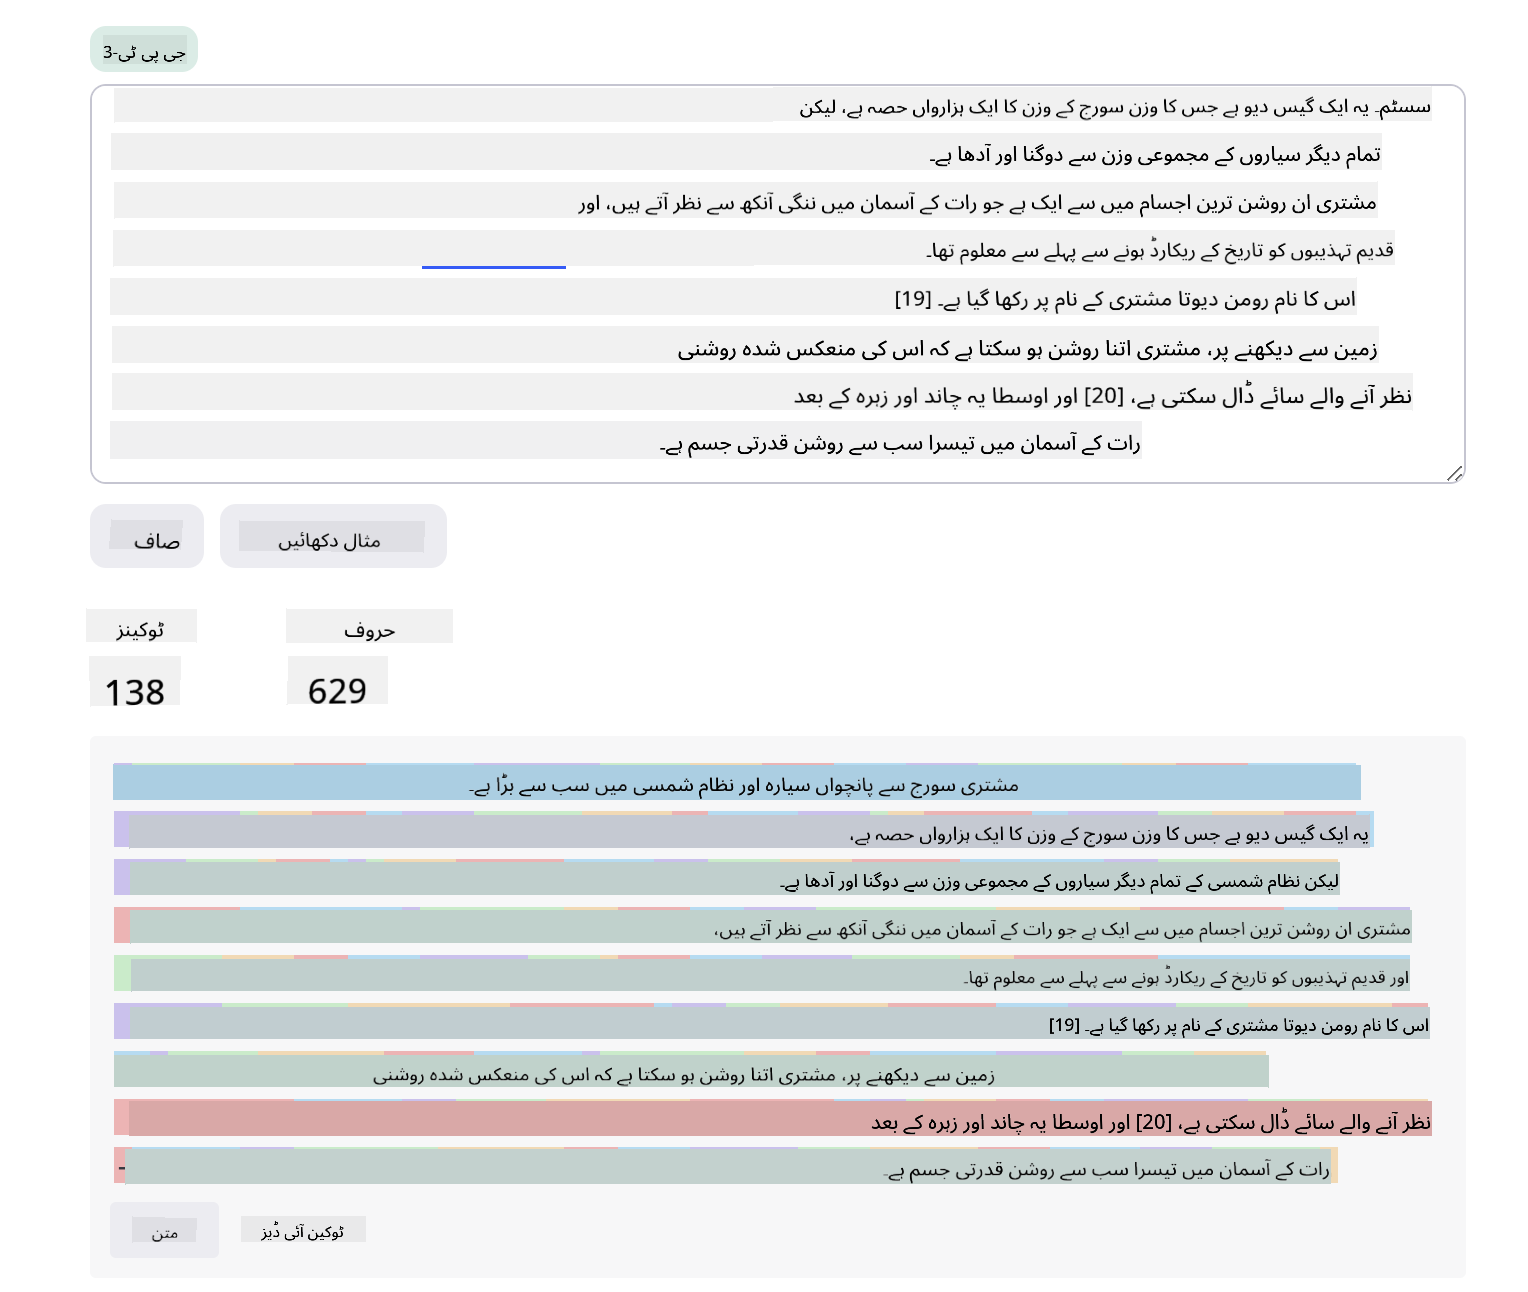 جی پی ٹی-3
سسٹم۔ یہ ایک گیس دیو ہے جس کا وزن سورج کے وزن کا ایک ہزارواں حصہ ہے، لیکن
تمام دیگر سیاروں کے مجموعی وزن سے دوگنا اور آدھا ہے۔
مشتری ان روشن ترین اجسام میں سے ایک ہے جو رات کے آسمان میں ننگی آنکھ سے نظر آتے ہیں، اور
قدیم تہذیبوں کو تاریخ کے ریکارڈ ہونے سے پہلے سے معلوم تھا۔
اس کا نام رومن دیوتا مشتری کے نام پر رکھا گیا ہے۔ [19]
زمین سے دیکھنے پر، مشتری اتنا روشن ہو سکتا ہے کہ اس کی منعکس شدہ روشنی
نظر آنے والے سائے ڈال سکتی ہے، [20] اور اوسطا یہ چاند اور زہرہ کے بعد
رات کے آسمان میں تیسرا سب سے روشن قدرتی جسم ہے۔
صاف
مثال دکھائیں
ٹوکینز
حروف
138
629
مشتری سورج سے پانچواں سیارہ اور نظام شمسی میں سب سے بڑا ہے۔
یہ ایک گیس دیو ہے جس کا وزن سورج کے وزن کا ایک ہزارواں حصہ ہے،
لیکن نظام شمسی کے تمام دیگر سیاروں کے مجموعی وزن سے دوگنا اور آدھا ہے۔
مشتری ان روشن ترین اجسام میں سے ایک ہے جو رات کے آسمان میں ننگی آنکھ سے نظر آتے ہیں،
اور قدیم تہذیبوں کو تاریخ کے ریکارڈ ہونے سے پہلے سے معلوم تھا۔
اس کا نام رومن دیوتا مشتری کے نام پر رکھا گیا ہے۔ [19]
زمین سے دیکھنے پر، مشتری اتنا روشن ہو سکتا ہے کہ اس کی منعکس شدہ روشنی
نظر آنے والے سائے ڈال سکتی ہے، [20] اور اوسطا یہ چاند اور زہرہ کے بعد
رات کے آسمان میں تیسرا سب سے روشن قدرتی جسم ہے۔
متن
ٹوکین آئی ڈیز